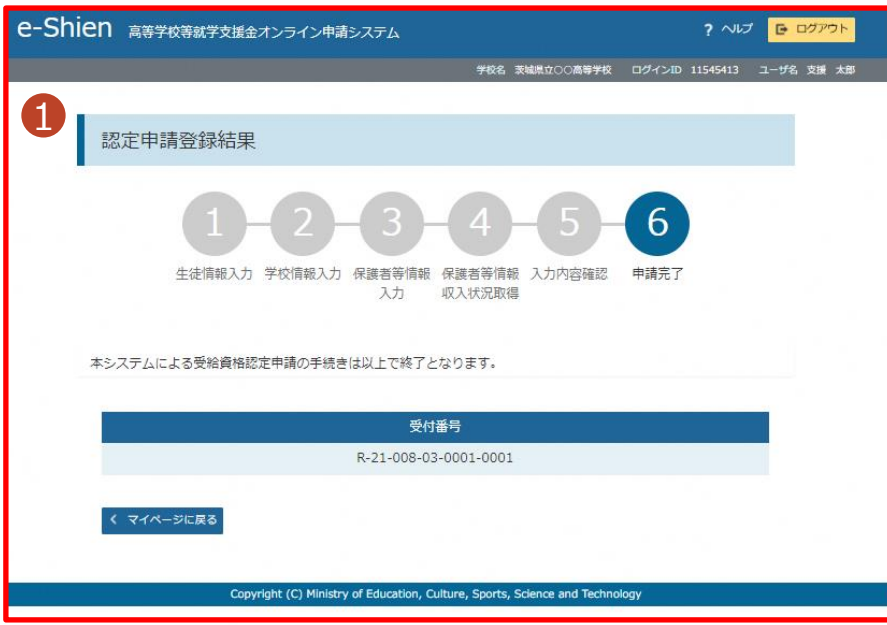 e-Shien 高等学校等就学支援金オンライン申請システム ? ヘルプ ログアウト
学校名 茨城県立〇〇高等学校 ログインID 11545413 ユーザ名 支援 太郎
1
認定申請登録結果
1 2 3 4 5 6
生徒情報入力 学校情報入力 保護者等情報 保護者等情報 入力内容確認 申請完了
入力 収入状況取得
本システムによる受給資格認定申請の手続きは以上で終了となります。
受付番号
R-21-008-03-0001-0001
マイページに戻る
Copyright (C) Ministry of Education, Culture, Sports, Science and Technology